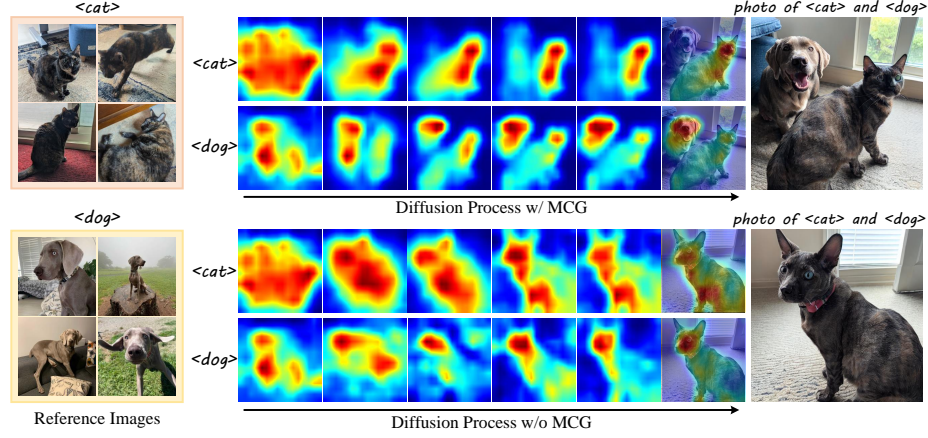 <cat>
photo of <cat> and <dog>
<cat>
<dog>
Diffusion Process w/ MCG
<dog>
photo of <cat> and <dog>
<cat>
<dog>
Reference Images
Diffusion Process w/o MCG